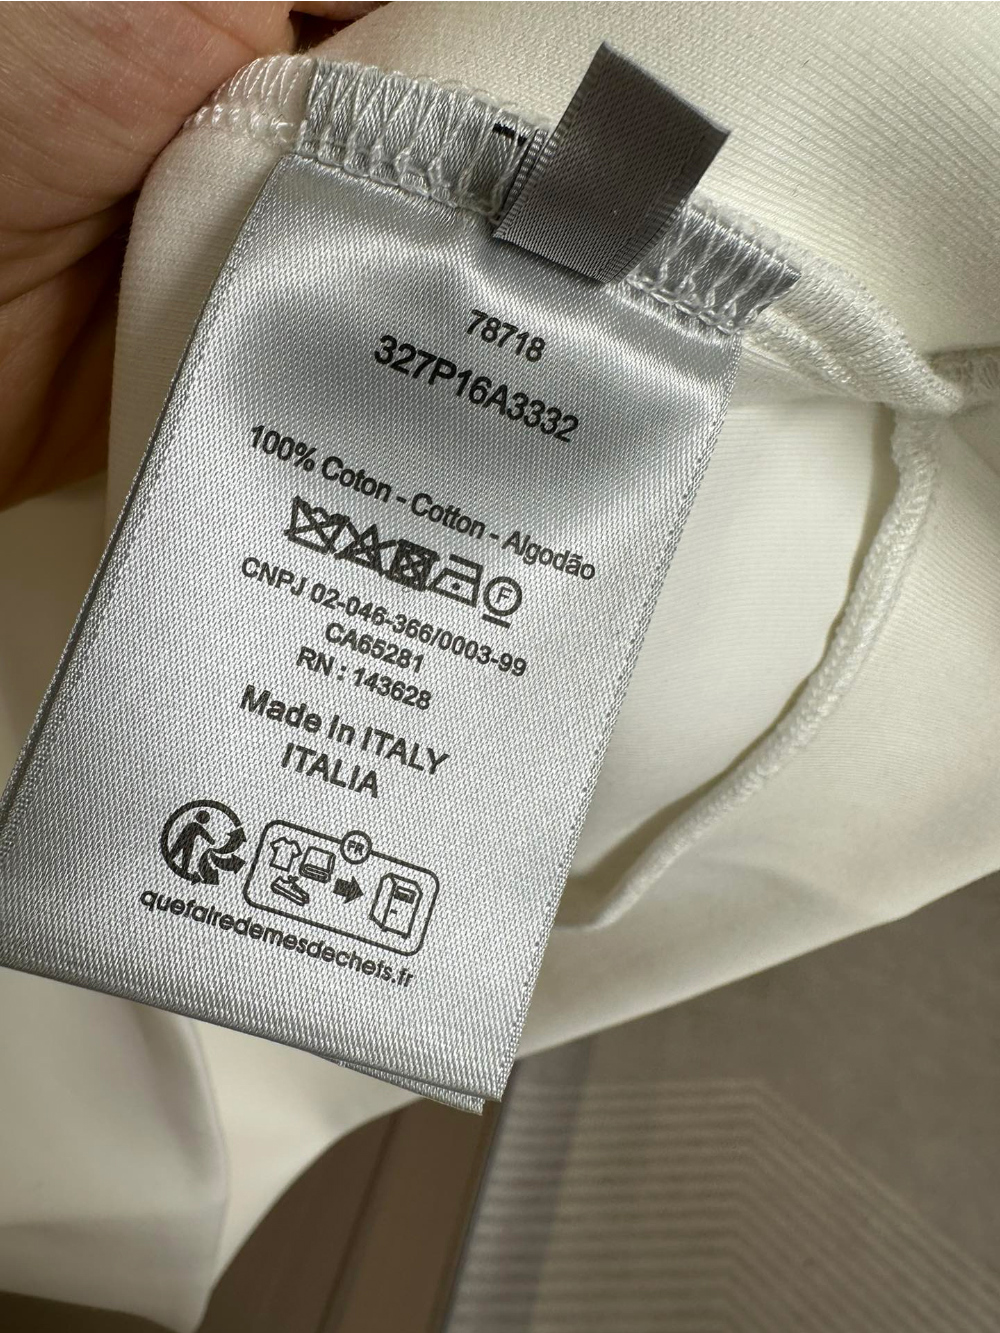 78718
327P16A3332
100% Coton - Cotton - Algodão
F
CNPJ 02-046-366/0003-99
CA65281
RN : 143628
Made In ITALY
ITALIA
FR
quefairedemesdechets.fr